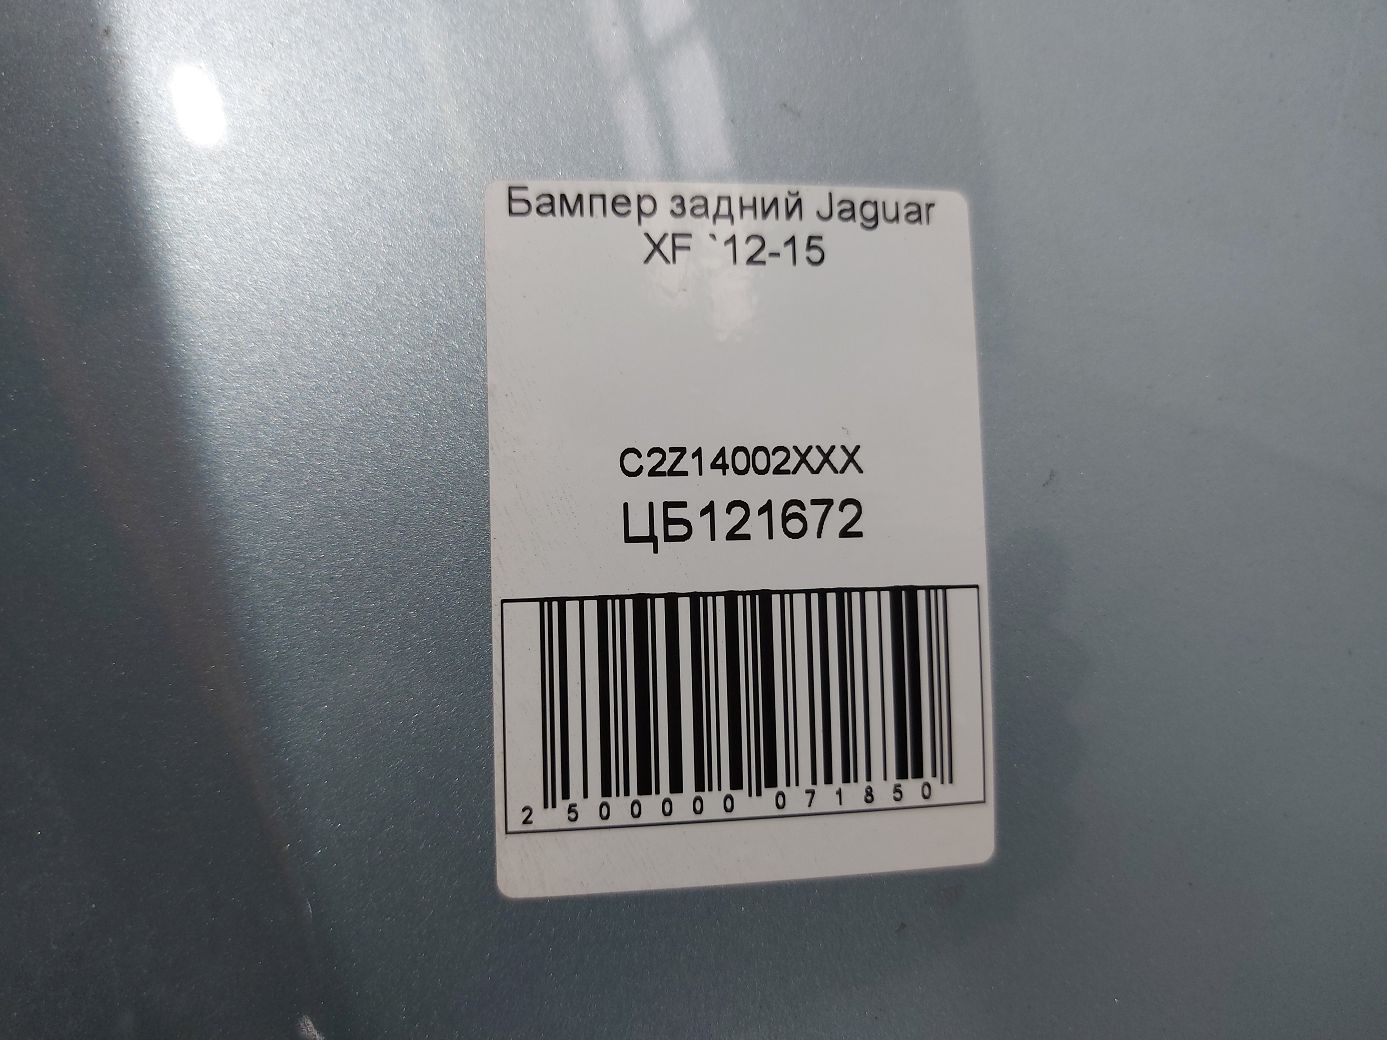 Бампер задний Jaguar
XF `12-15
C2Z14002XXX
ЦБ121672
2 500000 071850